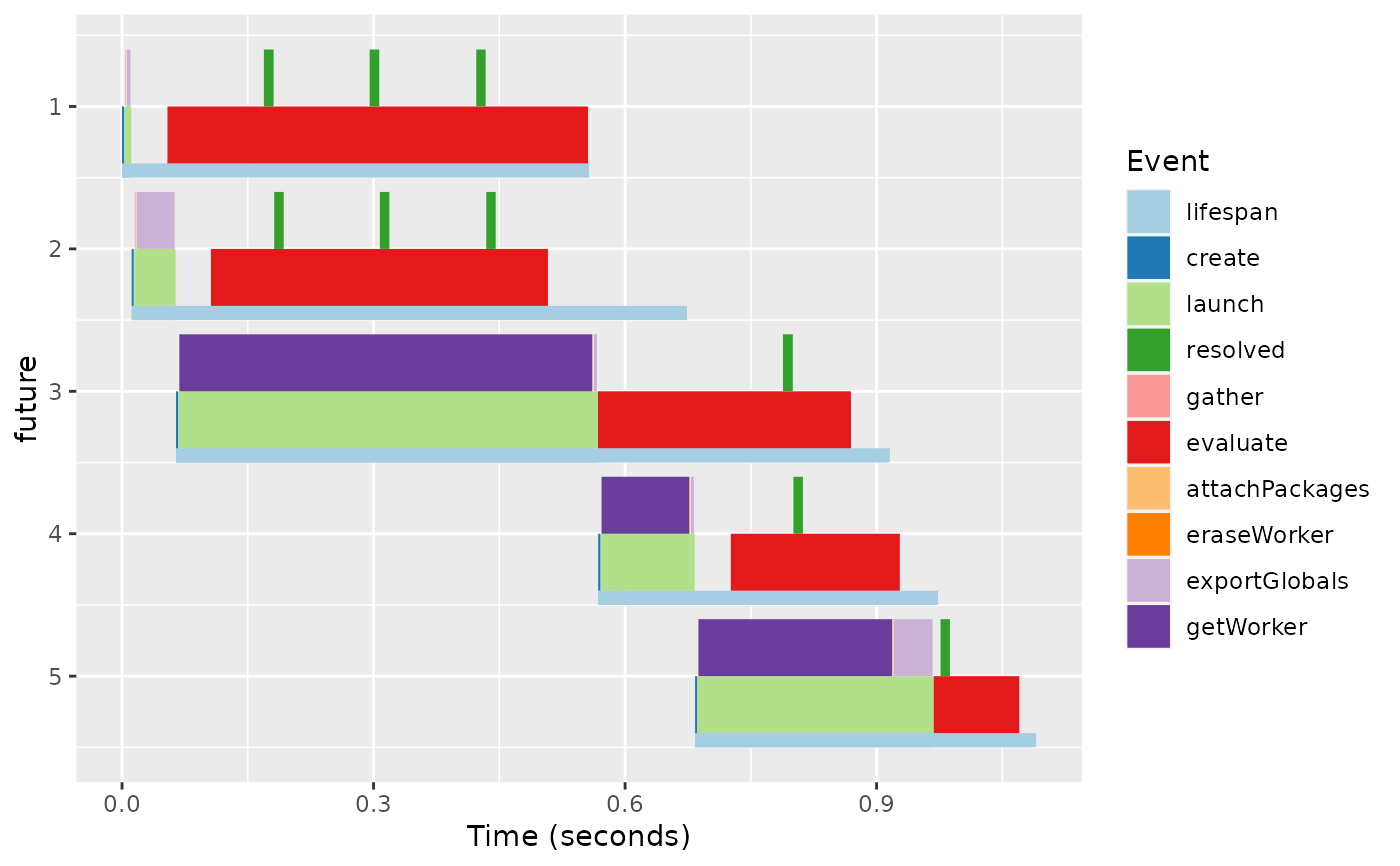 future
1
2
3
4
5
0.0
0.3
0.6
0.9
Time (seconds)
Event
lifespan
create
launch
resolved
gather
evaluate
attachPackages
eraseWorker
exportGlobals
getWorker